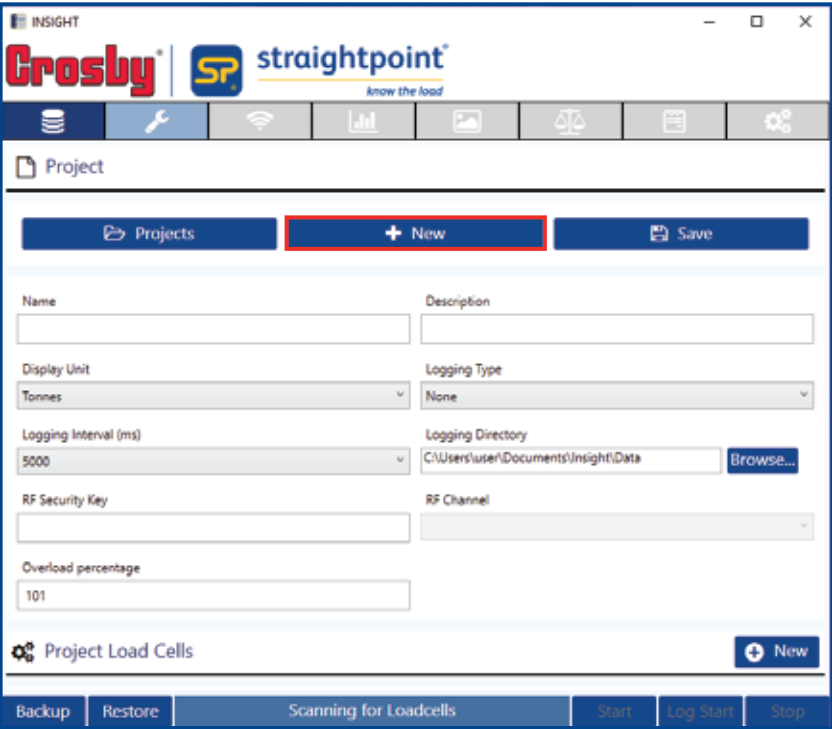 INSIGHT
Crosby straightpoint
SP. know the load
Project
Projects New Save
Name Description
Display Unit Logging Type
Tonnes None
Logging Interval (ms) Logging Directory
5000 C:\Users\user\Documents\Insight\Data Browse...
RF Security Key RF Channel
Overload percentage
101
Project Load Cells New
Backup Restore Scanning for Loadcells Start Log Start Stop